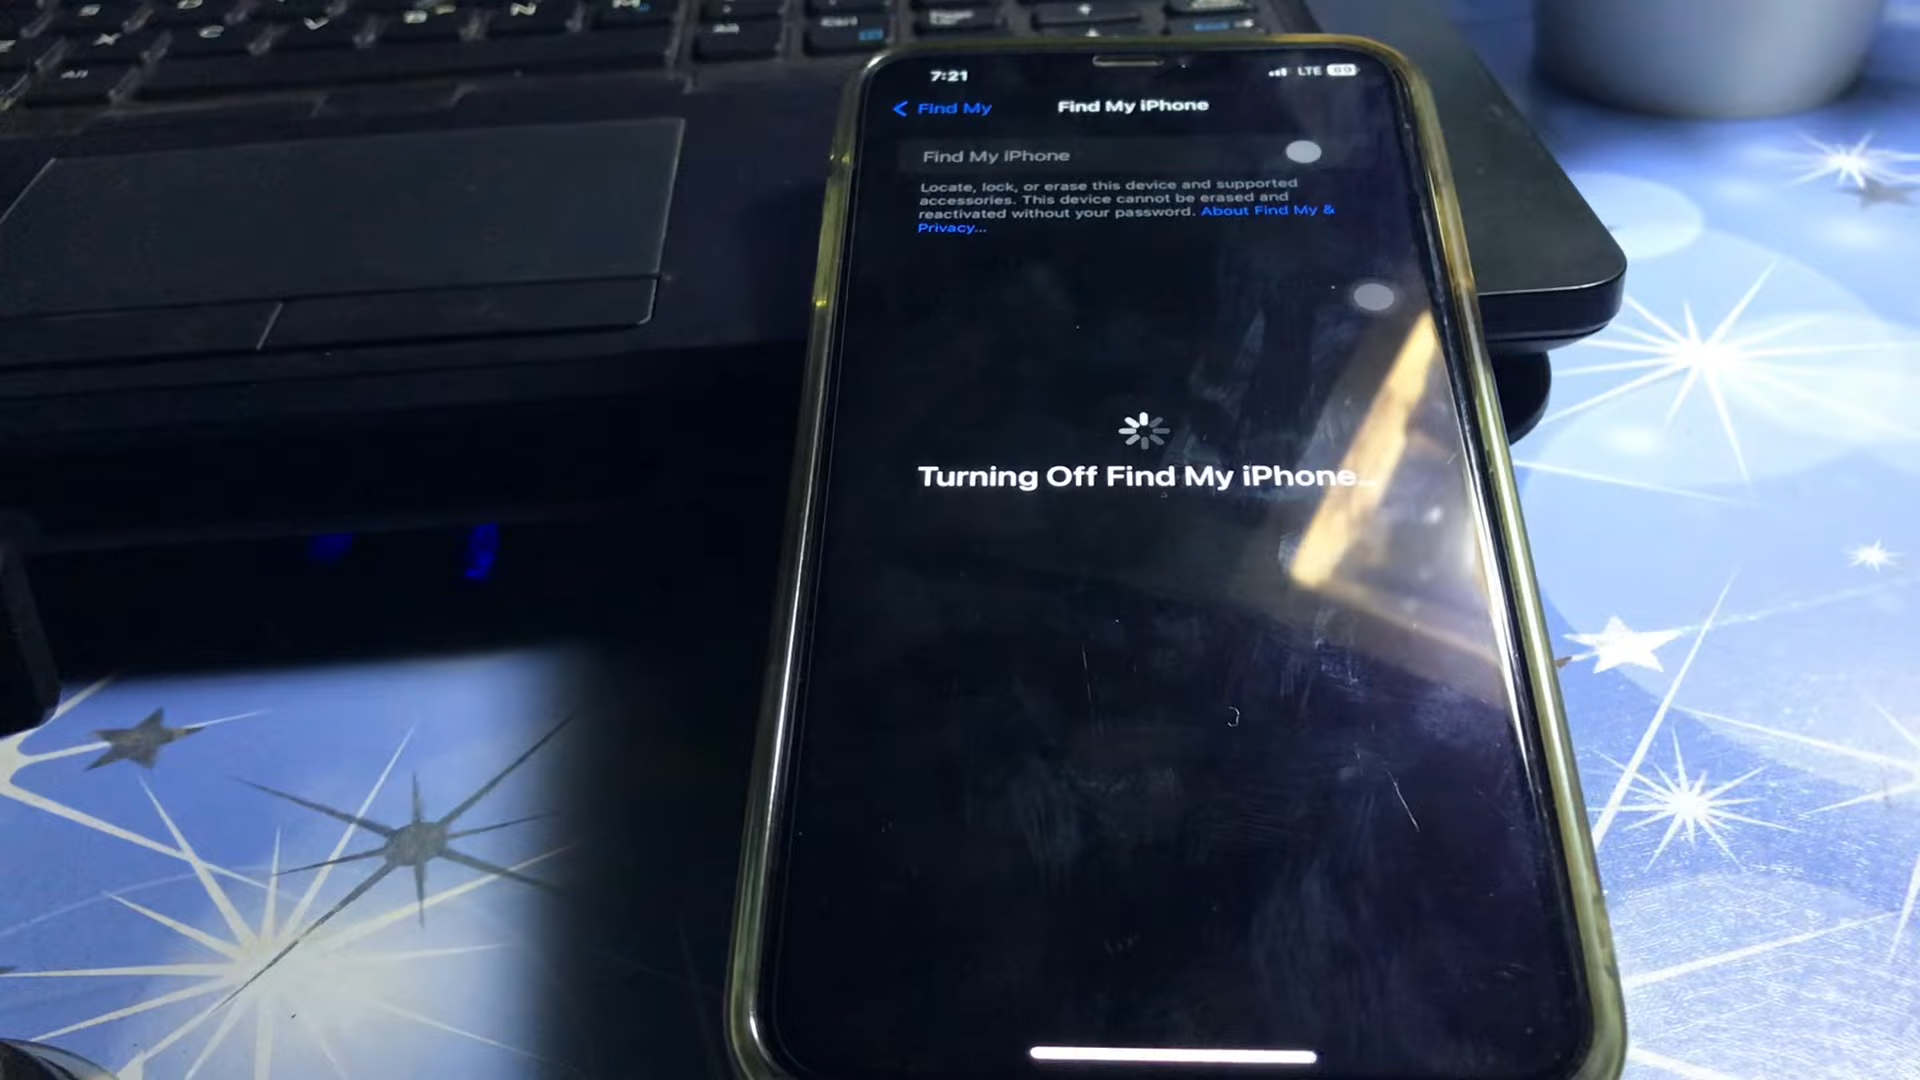 S
X
C
V
B
N
M
Ctrl
7:21
LTE 89
Find My
Find My iPhone
Find My iPhone
Locate, lock, or erase this device and supported
accessories. This device cannot be erased and
reactivated without your password. About Find My &
Privacy...
Turning Off Find My iPhone...